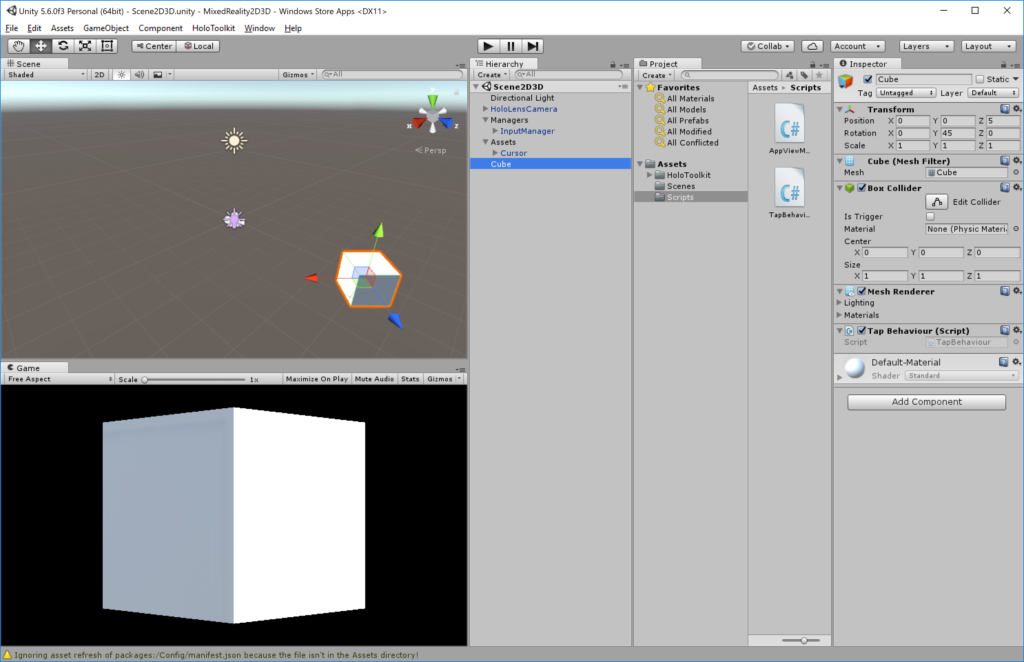 Unity 5.6.0f3 Personal (64bit) - Scene2D3D.unity - MixedReality2D3D - Windows Store Apps <DX11>
File Edit Assets GameObject Component HoloToolkit Window Help
Center Local Collab Account Layers Layout
Scene
Shaded 2D Gizmos All
x z
Persp
Game
Free Aspect Scale 1x Maximize On Play Mute Audio Stats Gizmos
Hierarchy
Create All
Scene2D3D
Directional Light
HoloLensCamera
Managers
InputManager
Assets
Cursor
Cube
Project
Create
Favorites
All Materials
All Models
All Prefabs
All Modified
All Conflicted
Assets
HoloToolkit
Scenes
Scripts
Assets Scripts
C#
AppViewM...
C#
TapBehavi...
Inspector
Cube Static
Tag Untagged Layer Default
Transform
Position X 0 Y 0 Z 5
Rotation X 0 Y 45 Z 0
Scale X 1 Y 1 Z 1
Cube (Mesh Filter)
Mesh Cube
Box Collider
Edit Collider
Is Trigger
Material None (Physic Materi
Center
X 0 Y 0 Z 0
Size
X 1 Y 1 Z 1
Mesh Renderer
Lighting
Materials
Tap Behaviour (Script)
Script TapBehaviour
Default-Material
Shader Standard
Add Component
Ignoring asset refresh of packages:/Config/manifest.json because the file isn't in the Assets directory!